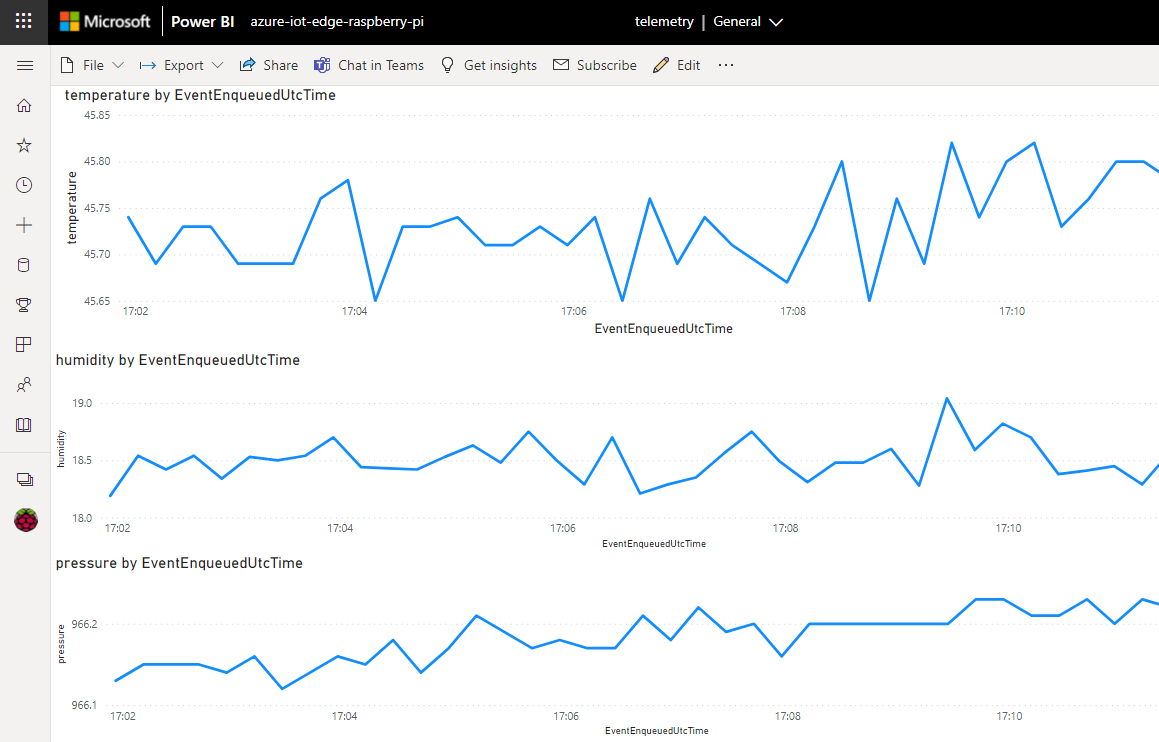 Microsoft Power BI azure-iot-edge-raspberry-pi telemetry | General
File Export Share Chat in Teams Get insights Subscribe Edit ...
temperature by EventEnqueuedUtcTime
45.85
45.80
45.75
45.70
45.65
temperature
17:02 17:04 17:06 17:08 17:10
EventEnqueuedUtcTime
humidity by EventEnqueuedUtcTime
19.0
18.5
18.0
humidity
17:02 17:04 17:06 17:08 17:10
EventEnqueuedUtcTime
pressure by EventEnqueuedUtcTime
966.2
966.1
pressure
17:02 17:04 17:06 17:08 17:10
EventEnqueuedUtcTime